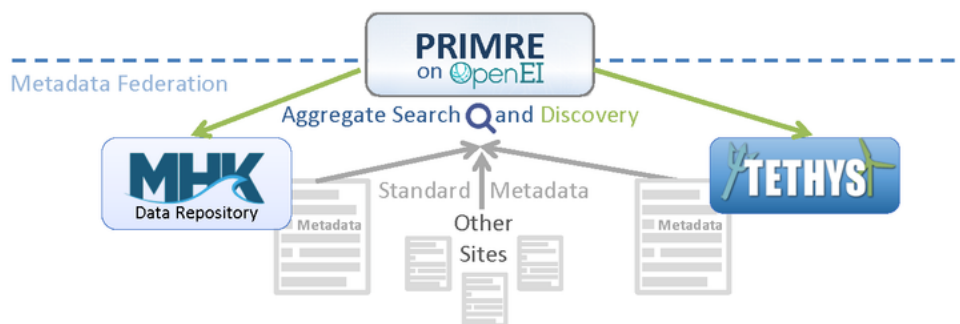 PRIMRE
on OpenEI
Metadata Federation
Aggregate Search and Discovery
MHK
Data Repository
TETHYS
Standard Metadata
Metadata
Metadata
Other
Sites